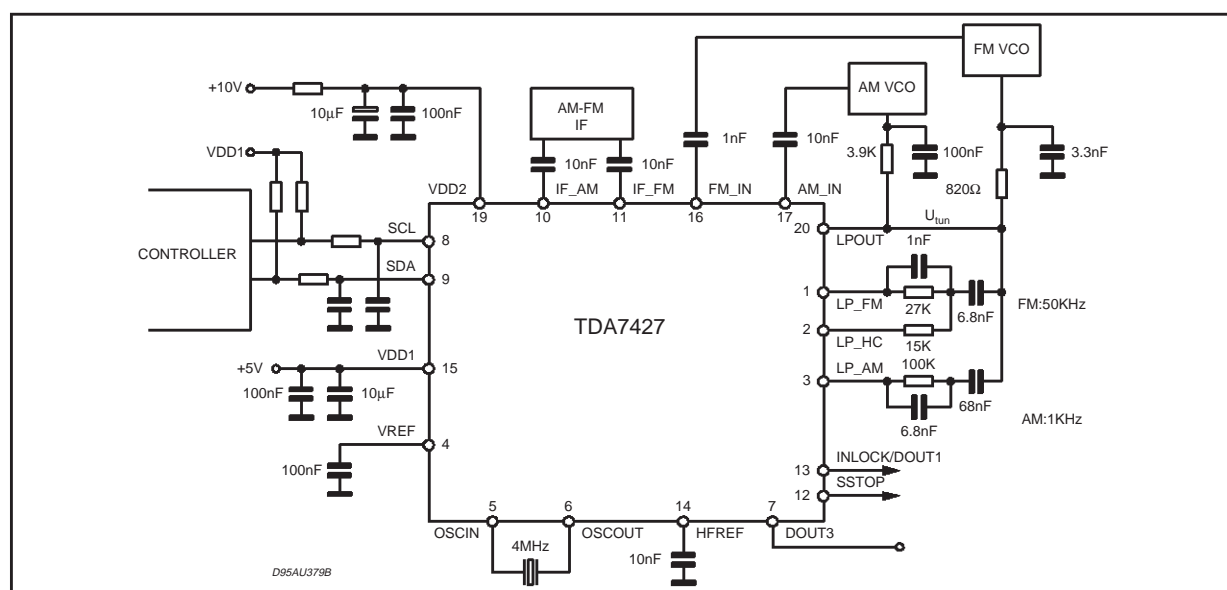 FM VCO
+10V
10µF
100nF
AM-FM
IF
AM VCO
1nF
10nF
3.9K
100nF
3.3nF
VDD1
10nF
10nF
820Ω
VDD2
IF_AM
IF_FM
FM_IN
AM_IN
19
10
11
16
17
20
LPOUT
Utun
CONTROLLER
SCL
8
SDA
9
1nF
1
LP_FM
27K
6.8nF
FM:50KHz
TDA7427
2
LP_HC
15K
+5V
VDD1
15
100nF
10µF
3
LP_AM
100K
68nF
6.8nF
AM:1KHz
VREF
4
100nF
13
INLOCK/DOUT1
12
SSTOP
5
6
14
7
OSCIN
OSCOUT
HFREF
DOUT3
4MHz
10nF
D95AU379B